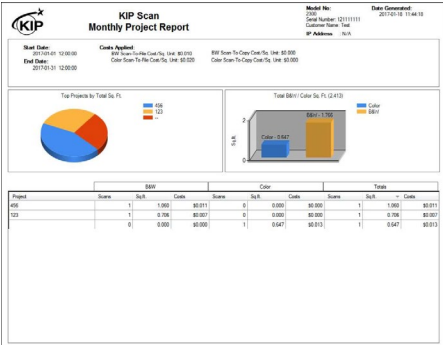 KIP
KIP Scan
Monthly Project Report
Model No:
2300
Serial Number: I21111111
Customer Name: Test
IP Address : N/A
Date Generated:
2017-01-18 11:44:18
Start Date:
2017-01-01 12:00:00
End Date:
2017-01-31 12:00:00
Costs Applied:
BW Scan-To-File Cost/Sq. Unit: $0.010
Color Scan-To-File Cost/Sq. Unit: $0.020
BW Scan-To-Copy Cost/Sq. Unit: $0.000
Color Scan-To-Copy Cost/Sq. Unit: $0.000
Top Projects by Total Sq. Ft.
456
123
--
Total B&W / Color Sq. Ft. (2.413)
Sq.ft.
2
0
Color - 0.647
B&W - 1.766
Color
B&W
B&W Color Totals
Project Scans Sq.ft. Costs Scans Sq.ft. Costs Scans Sq.ft. Costs
456 1 1.060 $0.011 0 0.000 $0.000 1 1.060 $0.011
123 1 0.706 $0.007 0 0.000 $0.000 1 0.706 $0.007
0 0.000 $0.000 1 0.647 $0.013 1 0.647 $0.013